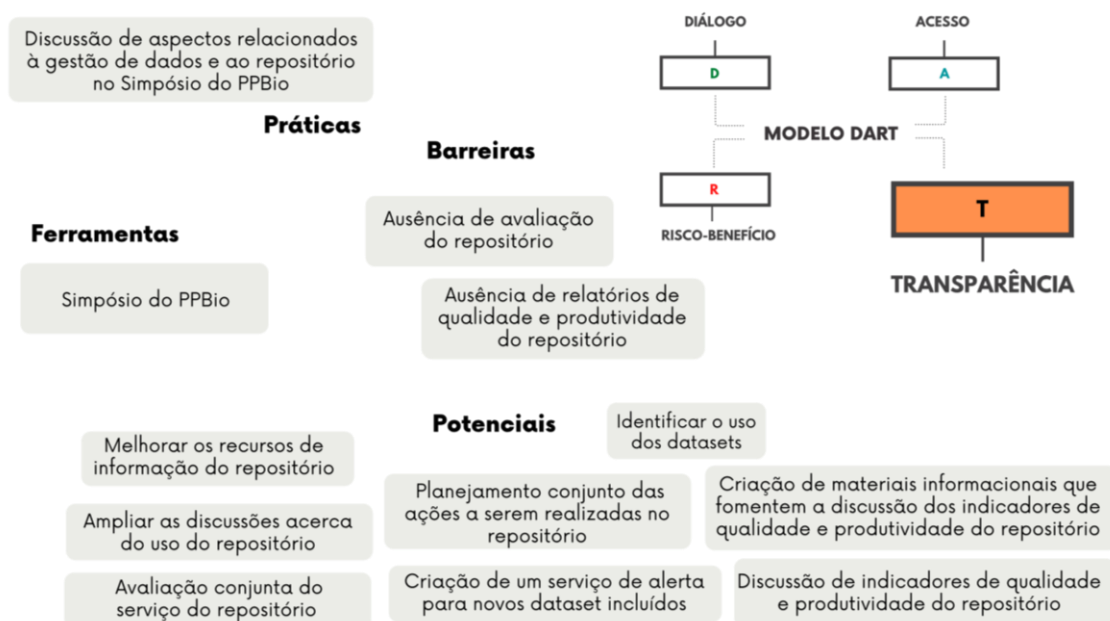 Discussão de aspectos relacionados
à gestão de dados e ao repositório
no Simpósio do PPBio
Práticas
Barreiras
Ausência de avaliação
do repositório
Ausência de relatórios de
qualidade e produtividade
do repositório
Ferramentas
Simpósio do PPBio
DIÁLOGO
D
ACESSO
A
MODELO DART
R
RISCO-BENEFÍCIO
T
TRANSPARÊNCIA
Potenciais
Identificar o uso
dos datasets
Melhorar os recursos de
informação do repositório
Planejamento conjunto das
ações a serem realizadas no
repositório
Criação de materiais informacionais que
fomentem a discussão dos indicadores de
qualidade e produtividade do repositório
Ampliar as discussões acerca
do uso do repositório
Avaliação conjunta do
serviço do repositório
Criação de um serviço de alerta
para novos dataset incluídos
Discussão de indicadores de qualidade
e produtividade do repositório